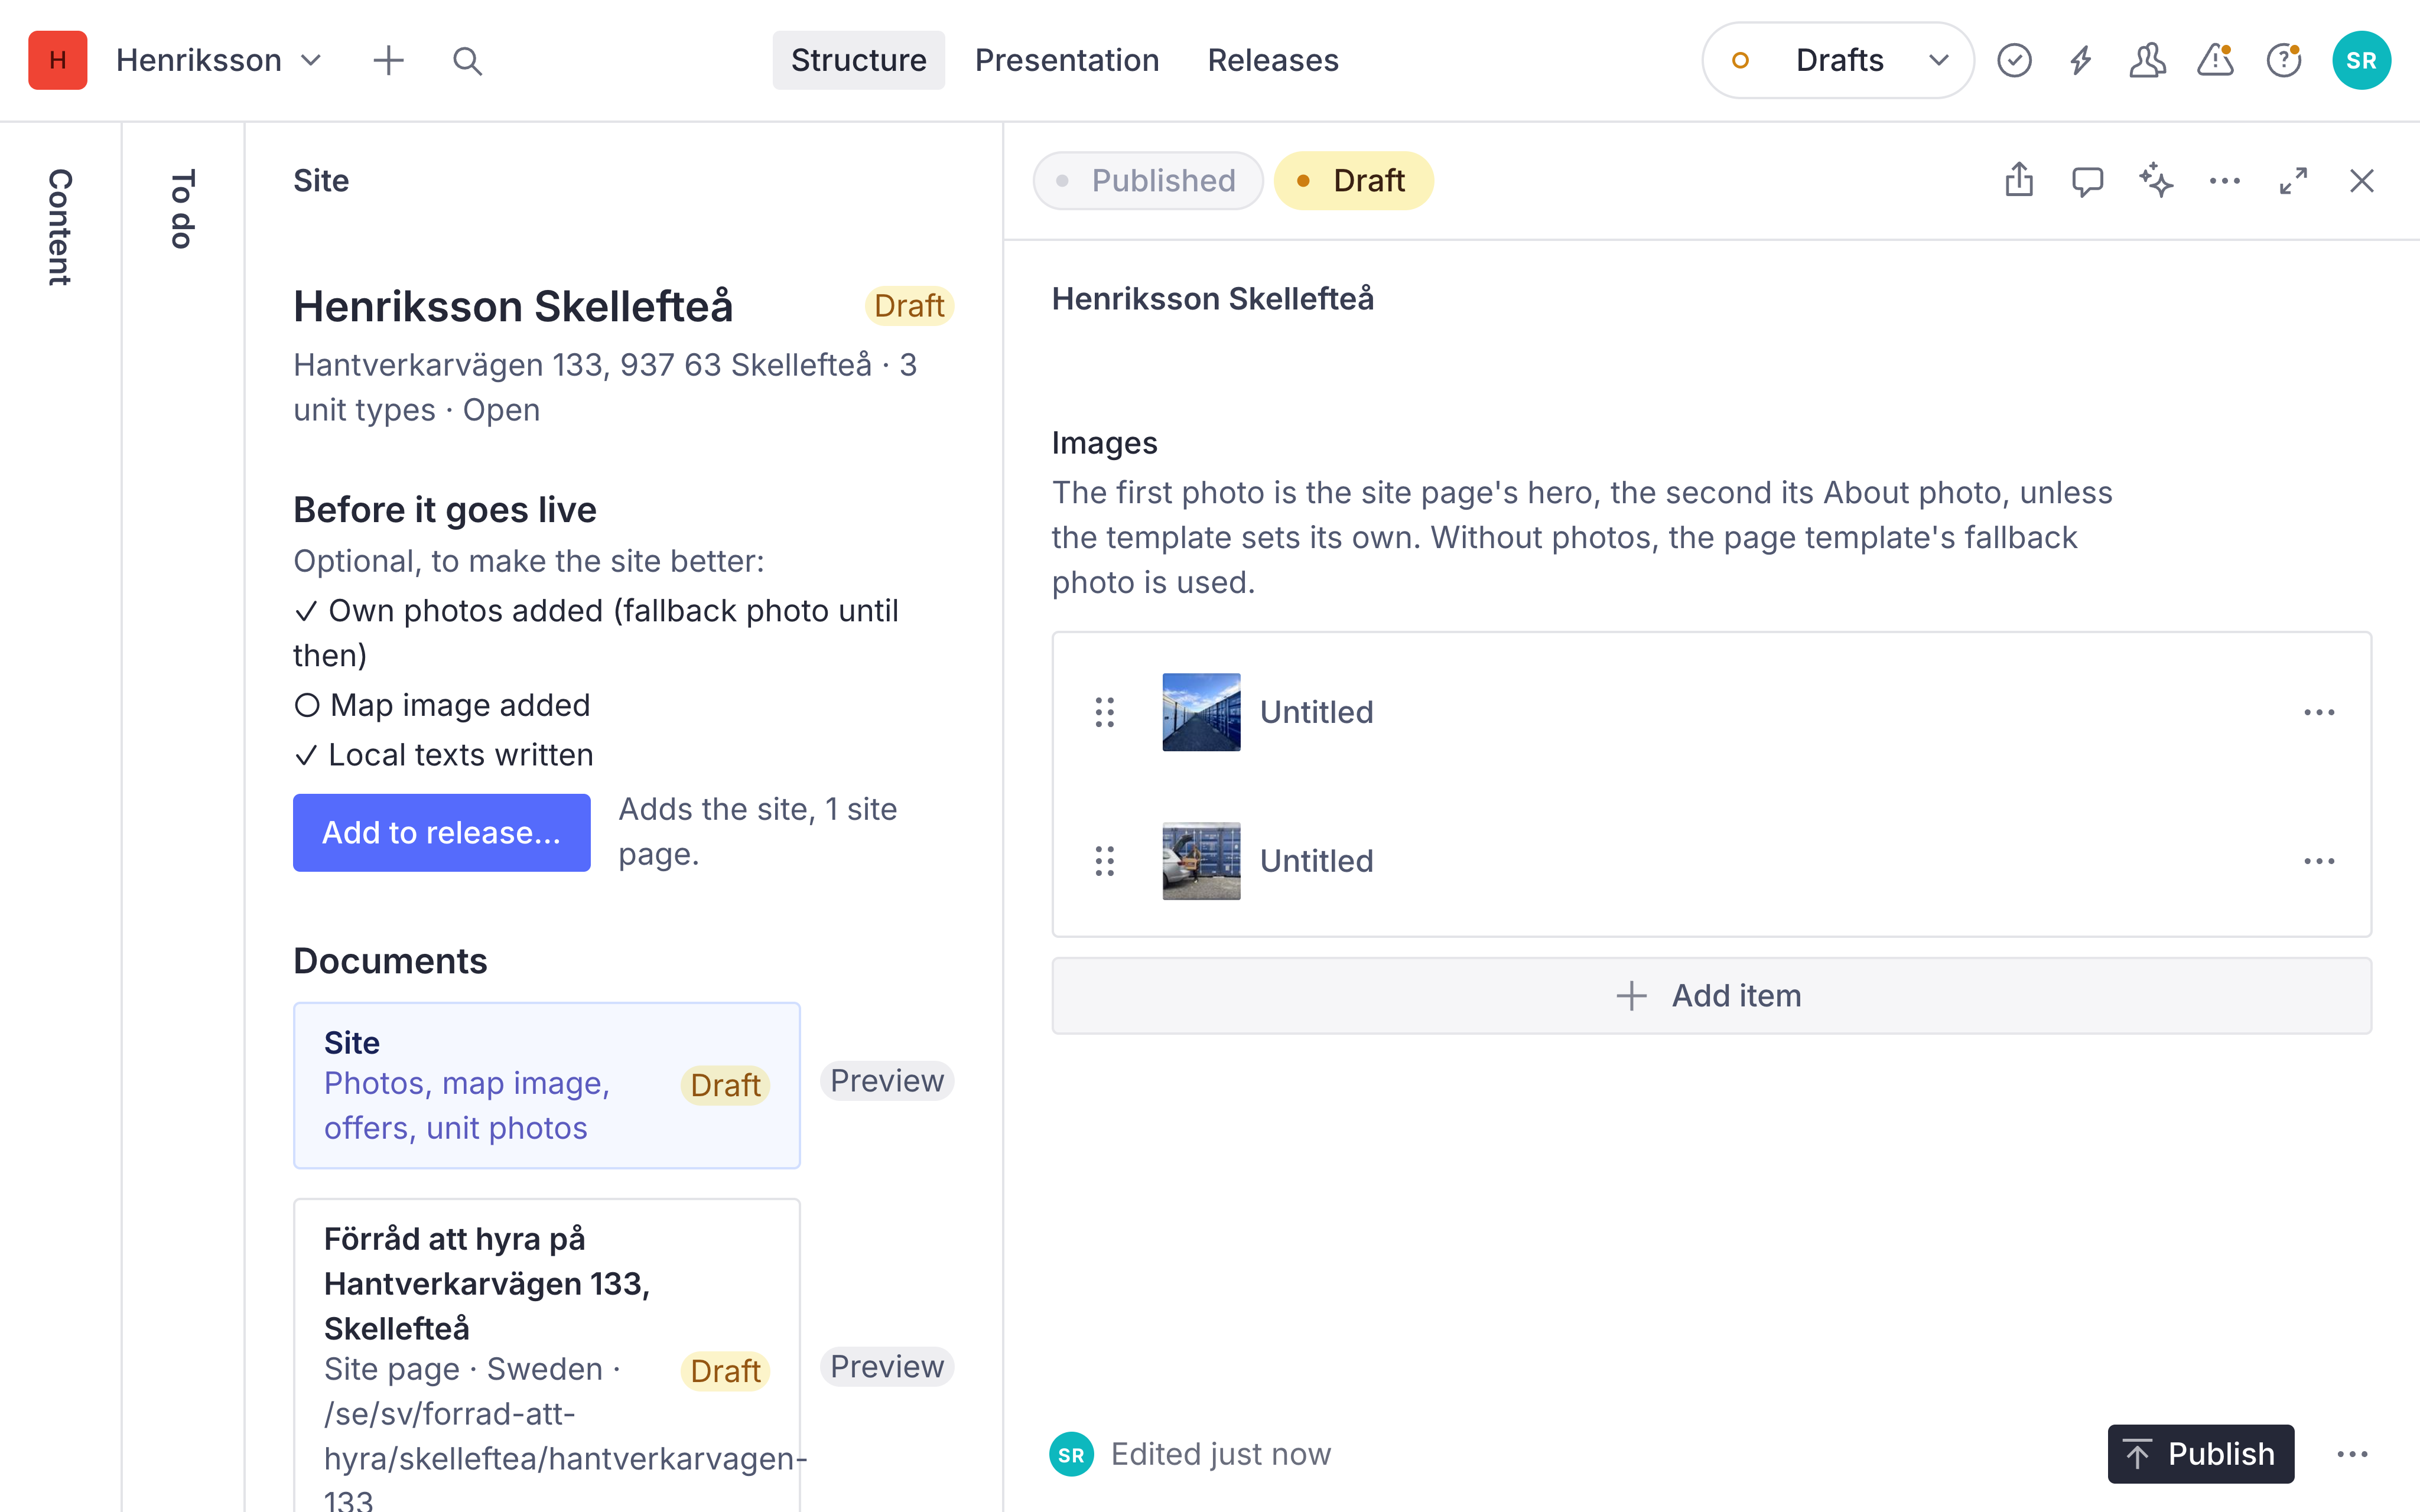 H
Henriksson
Structure
Presentation
Releases
Drafts
SR
Content
To do
Site
Henriksson Skellefteå
Draft
Hantverkarvägen 133, 937 63 Skellefteå · 3
unit types · Open
Before it goes live
Optional, to make the site better:
✓ Own photos added (fallback photo until
then)
○ Map image added
✓ Local texts written
Add to release...
Adds the site, 1 site
page.
Documents
Site
Photos, map image,
offers, unit photos
Draft
Preview
Förråd att hyra på
Hantverkarvägen 133,
Skellefteå
Site page · Sweden ·
/se/sv/forrad-att-
hyra/skelleftea/hantverkarvagen-
133
Draft
Preview
Published
Draft
Henriksson Skellefteå
Images
The first photo is the site page's hero, the second its About photo, unless
the template sets its own. Without photos, the page template's fallback
photo is used.
Untitled
Untitled
Add item
SR
Edited just now
Publish